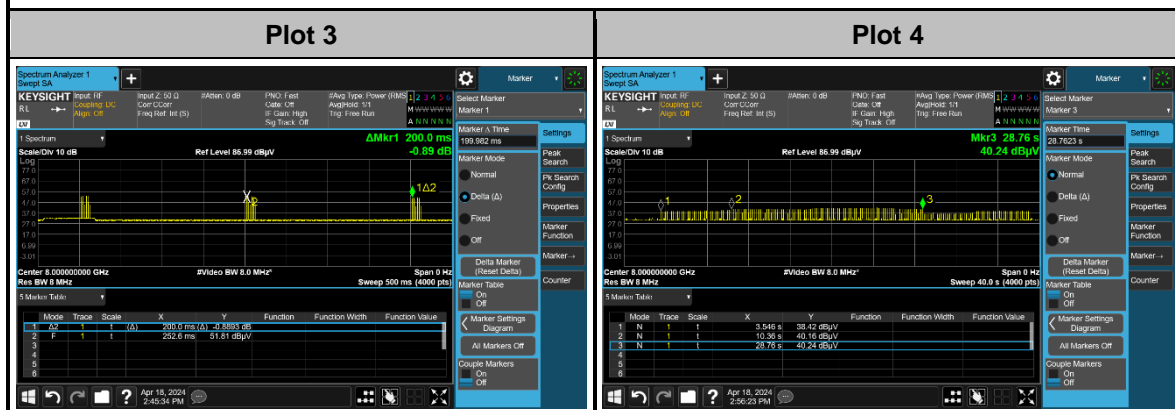 Plot 3
Plot 4
Spectrum Analyzer 1
Swept SA
+
Marker
KEYSIGHT
RL
Input: RF
Coupling: DC
Align: Off
Input Z: 50 Ω
Corr CCorr
Freq Ref: Int (S)
#Atten: 0 dB
PNO: Fast
Gate: Off
IF Gain: High
Sig Track: Off
#Avg Type: Power (RMS
Avg|Hold: 1/1
Trig: Free Run
1 2 3 4 5 6
M W W W W W
A N N N N N
Select Marker
Marker 1
1 Spectrum
ΔMkr1 200.0 ms
-0.89 dB
Scale/Div 10 dB
Ref Level 86.99 dBµV
Log
77.0
67.0
57.0
47.0
37.0
27.0
17.0
6.99
-3.01
1Δ2
X
2
Center 8.000000000 GHz
Res BW 8 MHz
#Video BW 8.0 MHz*
Span 0 Hz
Sweep 500 ms (4000 pts)
Marker Δ Time
199.982 ms
Marker Mode
Normal
Delta (Δ)
Fixed
Off
Delta Marker
(Reset Delta)
Marker Table
On
Off
Marker Settings
Diagram
All Markers Off
Couple Markers
On
Off
Settings
Peak
Search
Pk Search
Config
Properties
Marker
Function
Marker→
Counter
5 Marker Table
Mode Trace Scale X Y Function Function Width Function Value
1 Δ2 1 t (Δ) 200.0 ms (Δ) -0.8893 dB
2 F 1 t 252.6 ms 51.81 dBµV
3
4
5
6
?
Apr 18, 2024
2:45:34 PM
Spectrum Analyzer 1
Swept SA
+
Marker
KEYSIGHT
RL
Input: RF
Coupling: DC
Align: Off
Input Z: 50 Ω
Corr CCorr
Freq Ref: Int (S)
#Atten: 0 dB
PNO: Fast
Gate: Off
IF Gain: High
Sig Track: Off
#Avg Type: Power (RMS
Avg|Hold: 1/1
Trig: Free Run
1 2 3 4 5 6
M W W W W W
A N N N N N
Select Marker
Marker 3
1 Spectrum
Mkr3 28.76 s
40.24 dBµV
Scale/Div 10 dB
Ref Level 86.99 dBµV
Log
77.0
67.0
57.0
47.0
37.0
27.0
17.0
6.99
-3.01
1
2
3
Center 8.000000000 GHz
Res BW 8 MHz
#Video BW 8.0 MHz*
Span 0 Hz
Sweep 40.0 s (4000 pts)
Marker Time
28.7623 s
Marker Mode
Normal
Delta (Δ)
Fixed
Off
Delta Marker
(Reset Delta)
Marker Table
On
Off
Marker Settings
Diagram
All Markers Off
Couple Markers
On
Off
Settings
Peak
Search
Pk Search
Config
Properties
Marker
Function
Marker→
Counter
5 Marker Table
Mode Trace Scale X Y Function Function Width Function Value
1 N 1 t 3.546 s 38.42 dBµV
2 N 1 t 10.36 s 40.16 dBµV
3 N 1 t 28.76 s 40.24 dBµV
4
5
6
?
Apr 18, 2024
2:56:23 PM